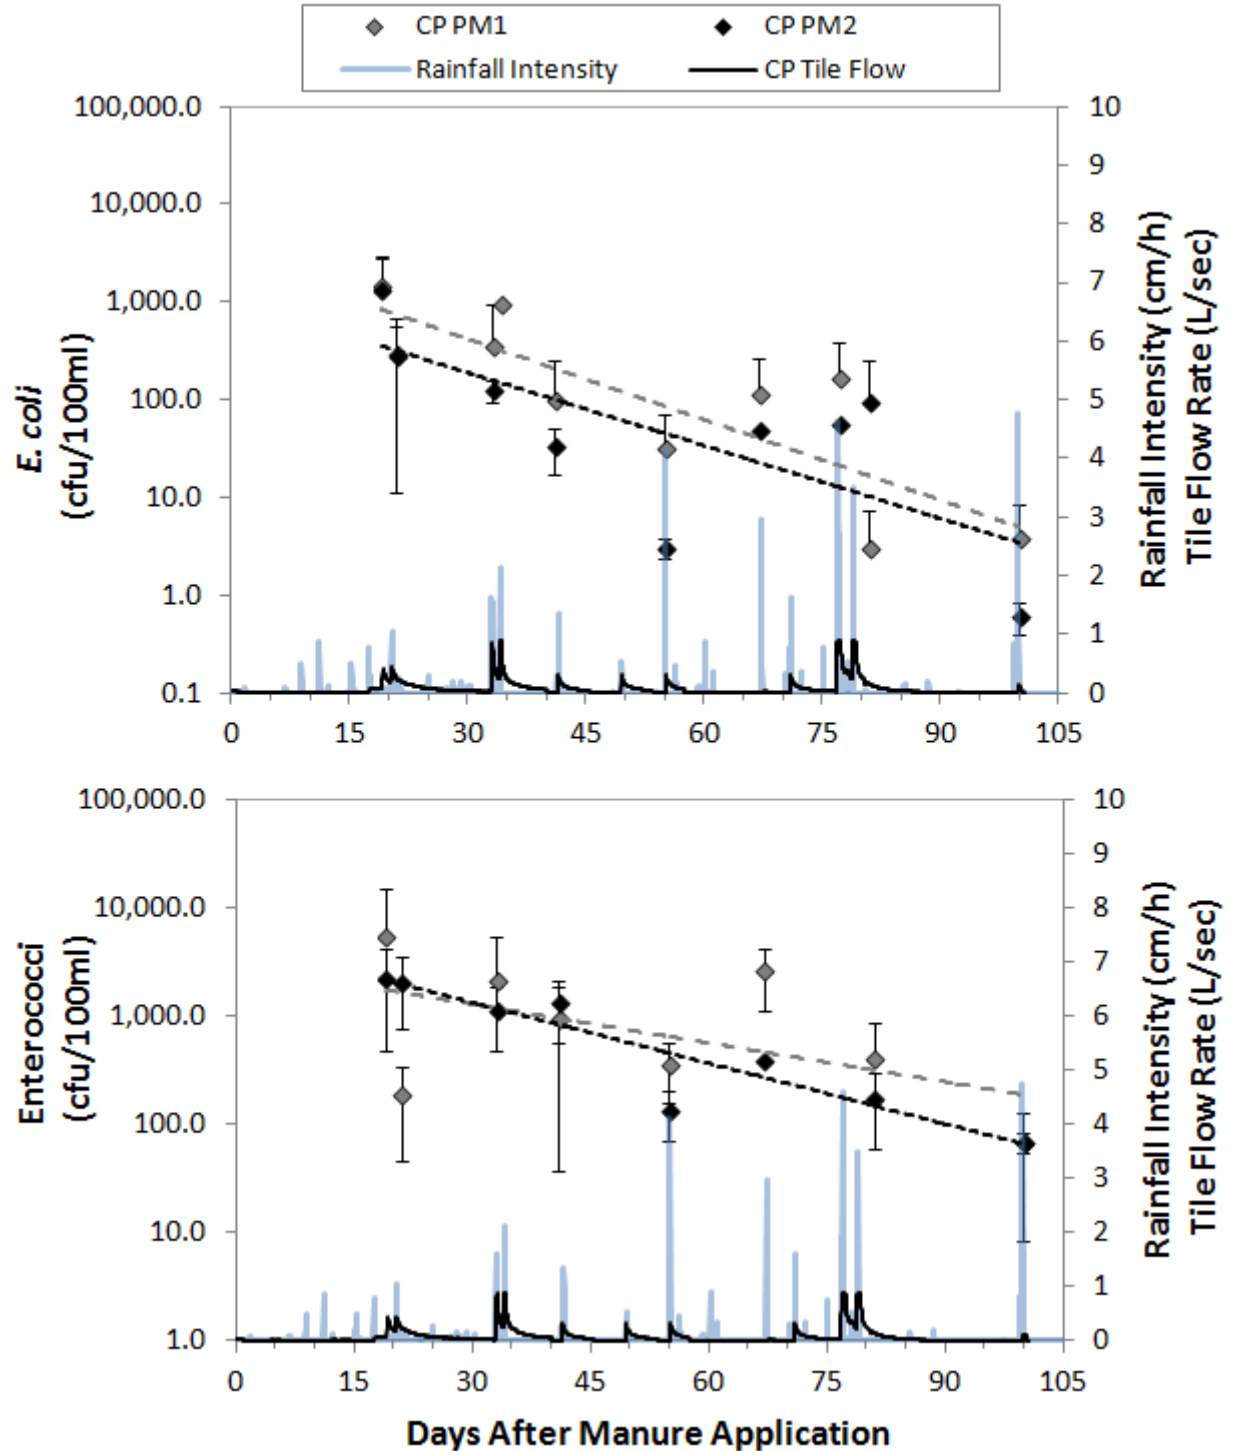 CP PM1 CP PM2
Rainfall Intensity CP Tile Flow
100,000.0
10,000.0
1,000.0
100.0
10.0
1.0
0.1
E. coli
(cfu/100ml)
10
9
8
7
6
5
4
3
2
1
0
Rainfall Intensity (cm/h)
Tile Flow Rate (L/sec)
0 15 30 45 60 75 90 105
100,000.0
10,000.0
1,000.0
100.0
10.0
1.0
Enterococci
(cfu/100ml)
10
9
8
7
6
5
4
3
2
1
0
Rainfall Intensity (cm/h)
Tile Flow Rate (L/sec)
0 15 30 45 60 75 90 105
Days After Manure Application